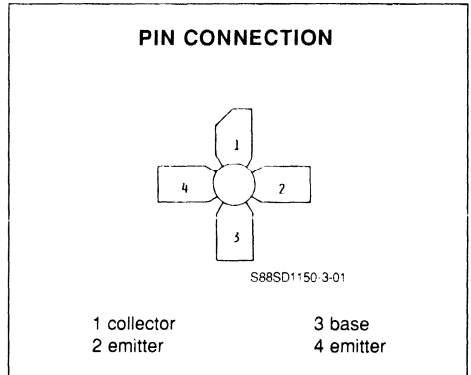 PIN CONNECTION
1
4 2
3
S88SD1150-3-01
1 collector 3 base
2 emitter 4 emitter